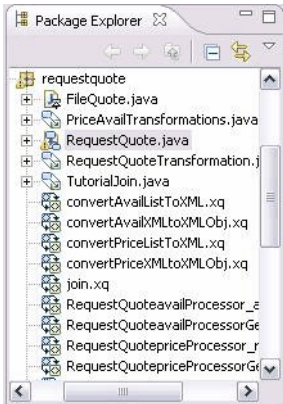 Package Explorer
requestquote
FileQuote.java
PriceAvailTransformations.java
RequestQuote.java
RequestQuoteTransformation.j
TutorialJoin.java
convertAvailListToXML.xq
convertAvailXMLtoXMLObj.xq
convertPriceListToXML.xq
convertPriceXMLtoXMLObj.xq
join.xq
RequestQuoteavailProcessor_a
RequestQuoteavailProcessorGe
RequestQuotepriceProcessor_r
RequestQuotepriceProcessorGe